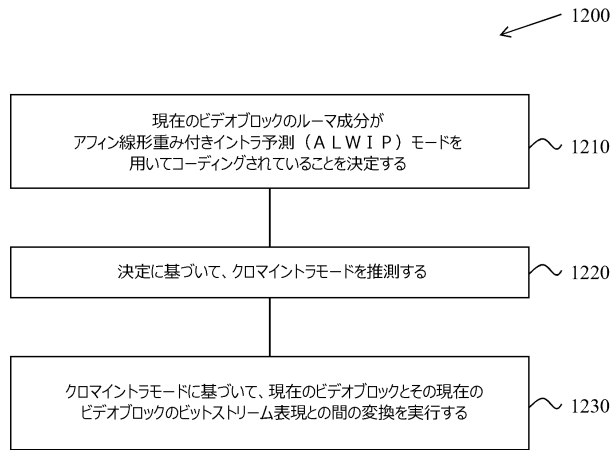 1200
現在のビデオブロックのルーマ成分が
アフィン線形重み付きイントラ予測（ＡＬＷＩＰ）モードを
用いてコーディングされていることを決定する
1210
決定に基づいて、クロマイントラモードを推測する
1220
クロマイントラモードに基づいて、現在のビデオブロックとその現在の
ビデオブロックのビットストリーム表現との間の変換を実行する
1230